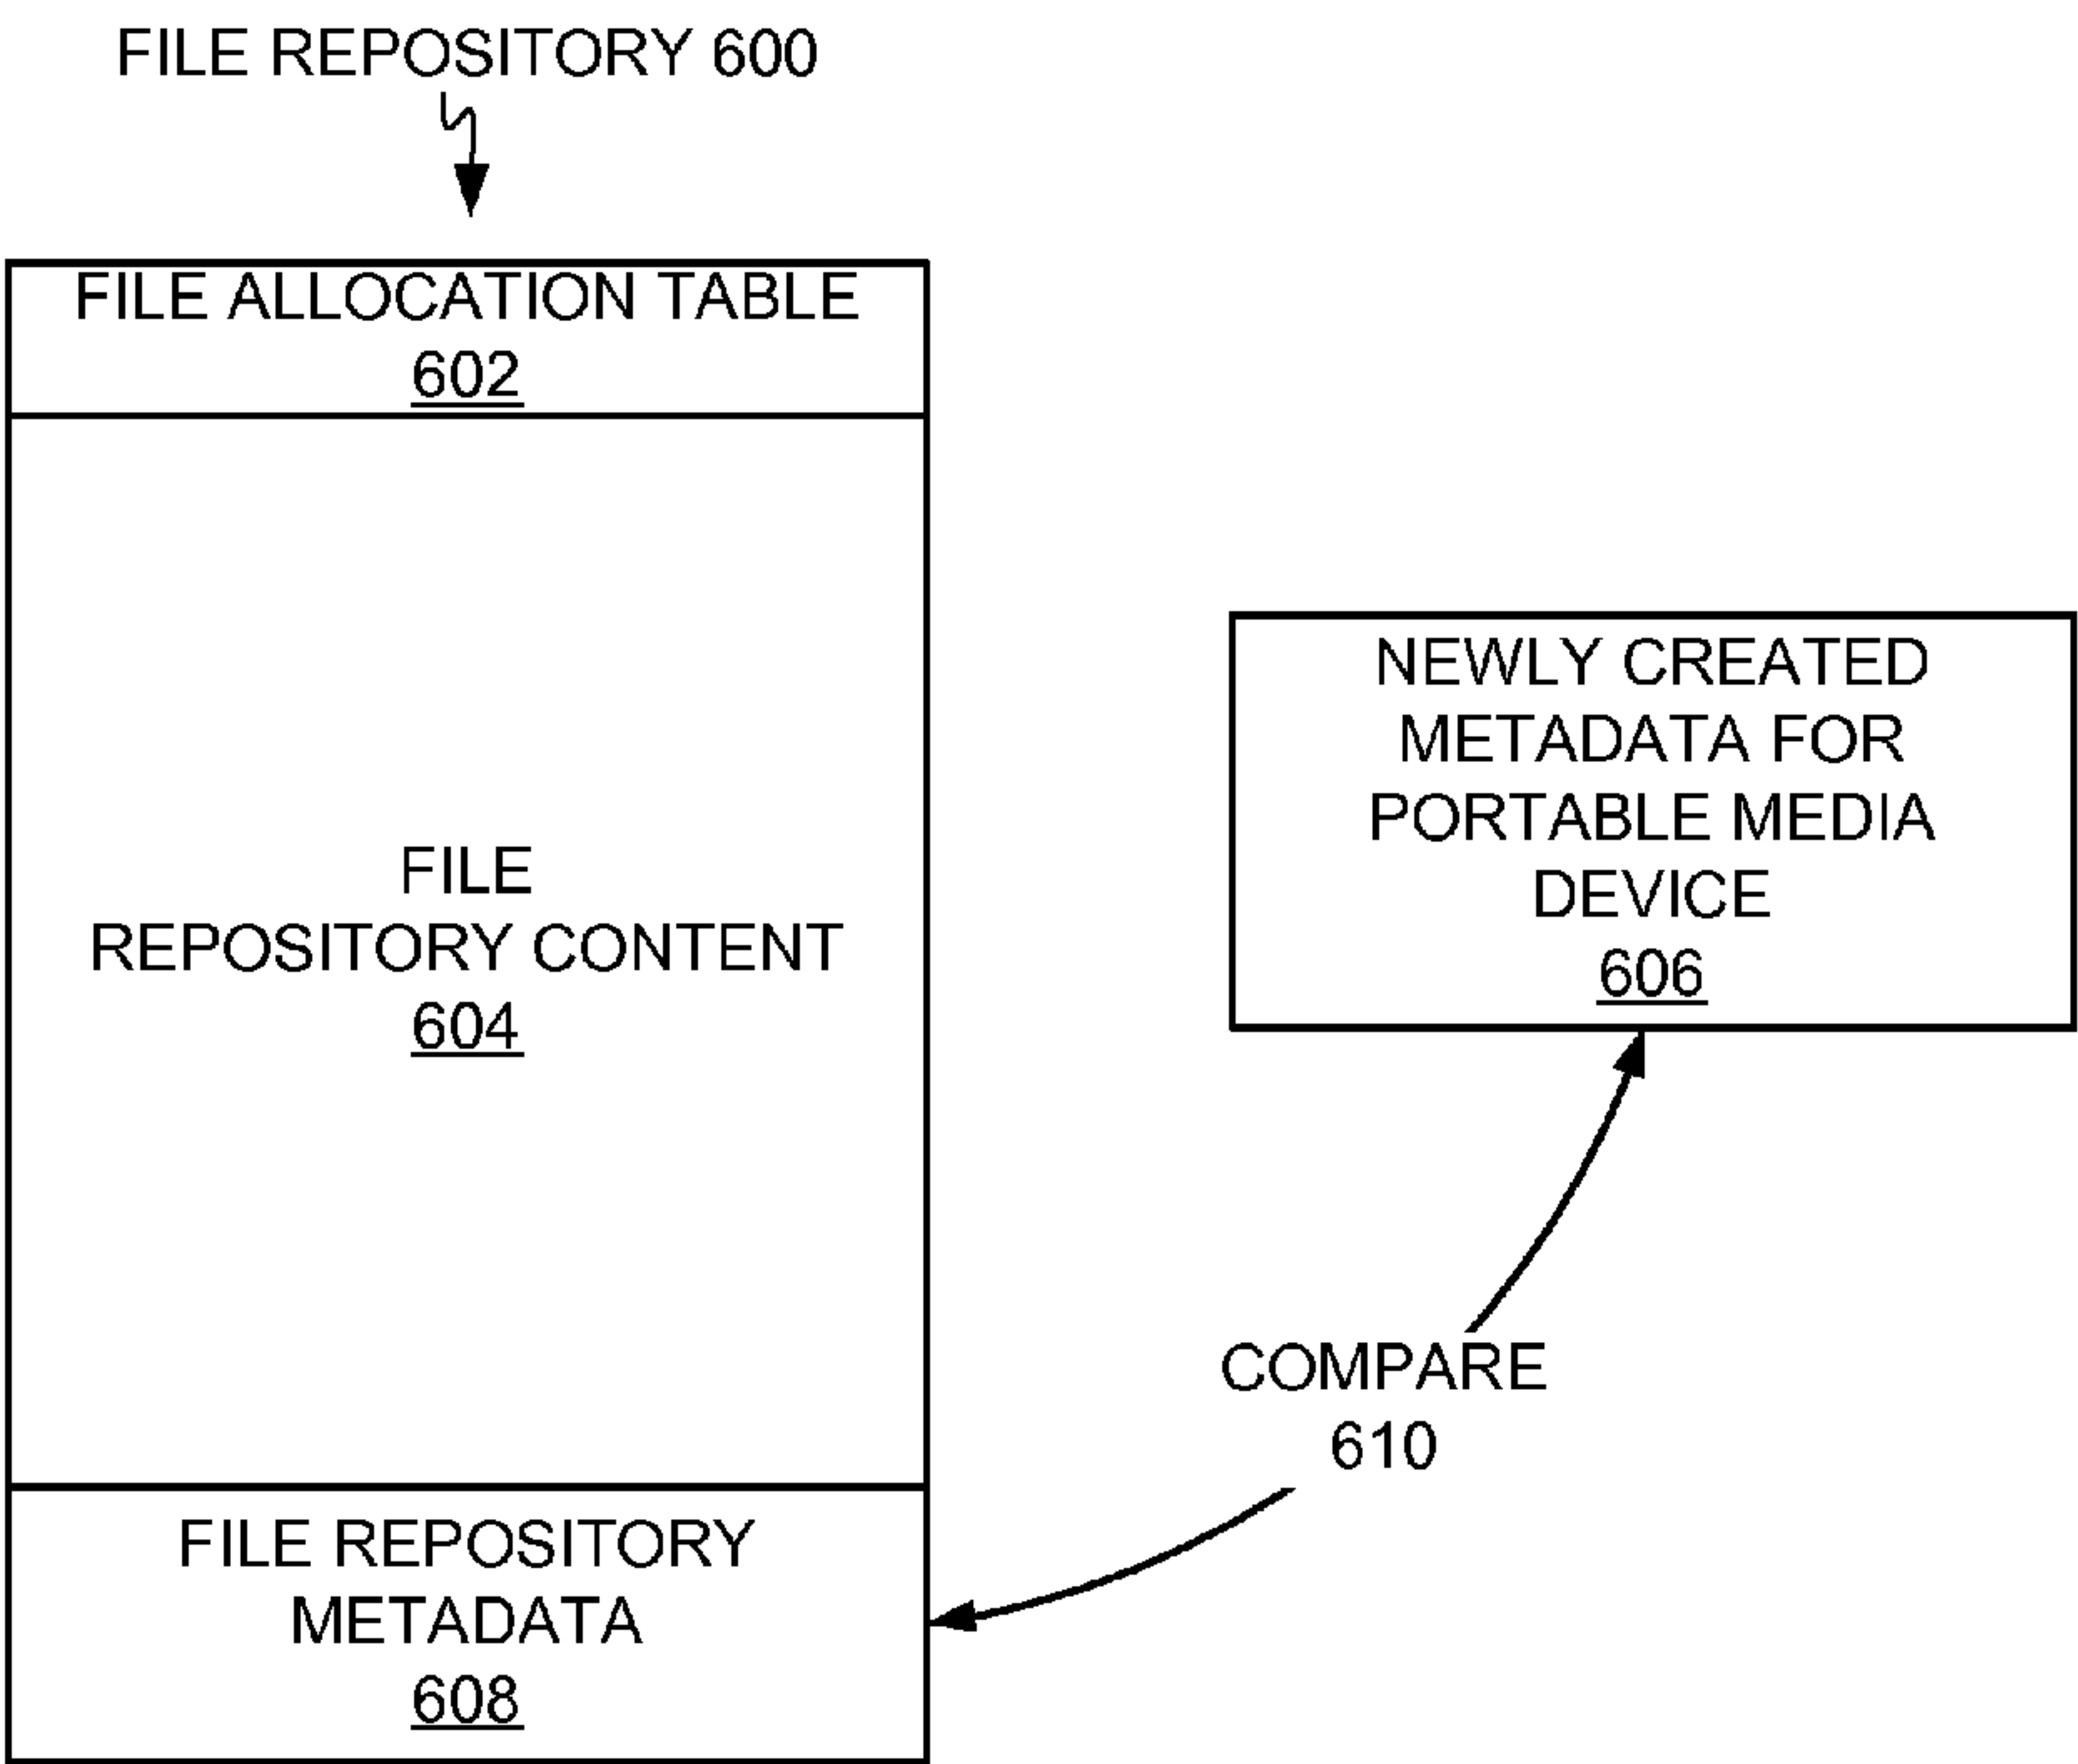 FILE REPOSITORY 600
FILE ALLOCATION TABLE
602
FILE
REPOSITORY CONTENT
604
NEWLY CREATED
METADATA FOR
PORTABLE MEDIA
DEVICE
606
COMPARE
610
FILE REPOSITORY
METADATA
608